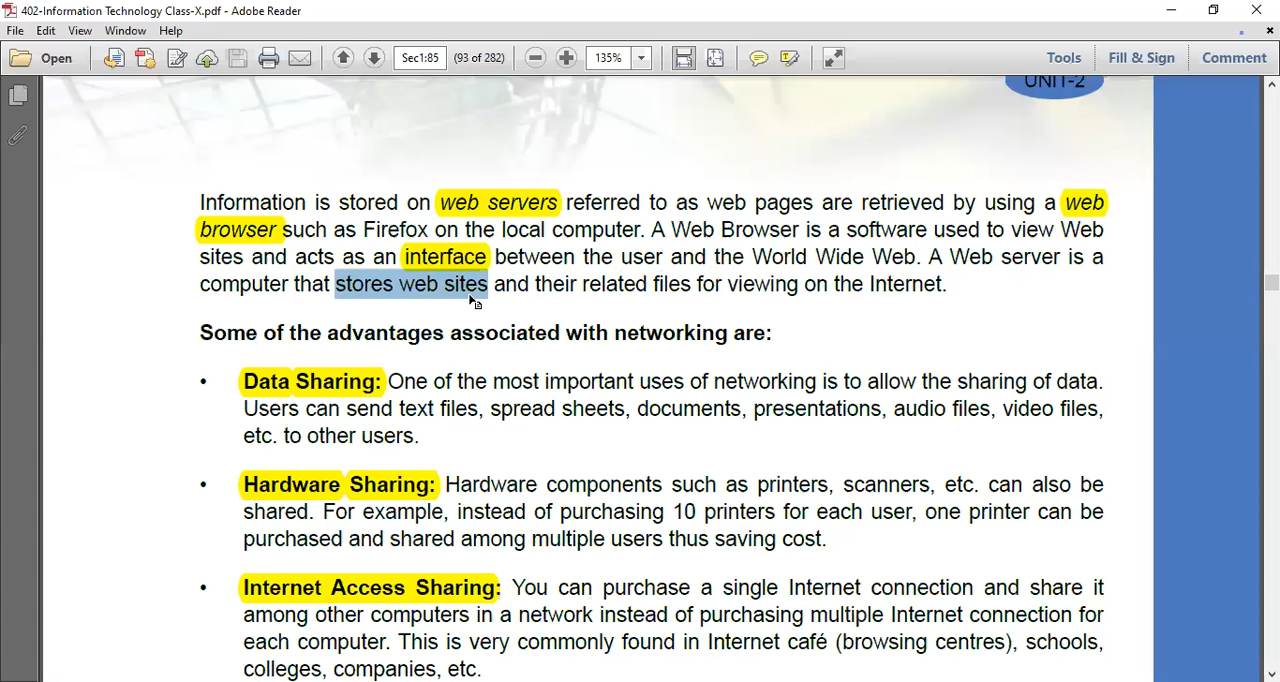 402-Information Technology Class-X.pdf - Adobe Reader
File Edit View Window Help
Open Sec1:85 (93 of 282) 135% Tools Fill & Sign Comment
UNIT-2
Information is stored on web servers referred to as web pages are retrieved by using a web
browser such as Firefox on the local computer. A Web Browser is a software used to view Web
sites and acts as an interface between the user and the World Wide Web. A Web server is a
computer that stores web sites and their related files for viewing on the Internet.
Some of the advantages associated with networking are:
• Data Sharing: One of the most important uses of networking is to allow the sharing of data.
Users can send text files, spread sheets, documents, presentations, audio files, video files,
etc. to other users.
• Hardware Sharing: Hardware components such as printers, scanners, etc. can also be
shared. For example, instead of purchasing 10 printers for each user, one printer can be
purchased and shared among multiple users thus saving cost.
• Internet Access Sharing: You can purchase a single Internet connection and share it
among other computers in a network instead of purchasing multiple Internet connection for
each computer. This is very commonly found in Internet café (browsing centres), schools,
colleges, companies, etc.